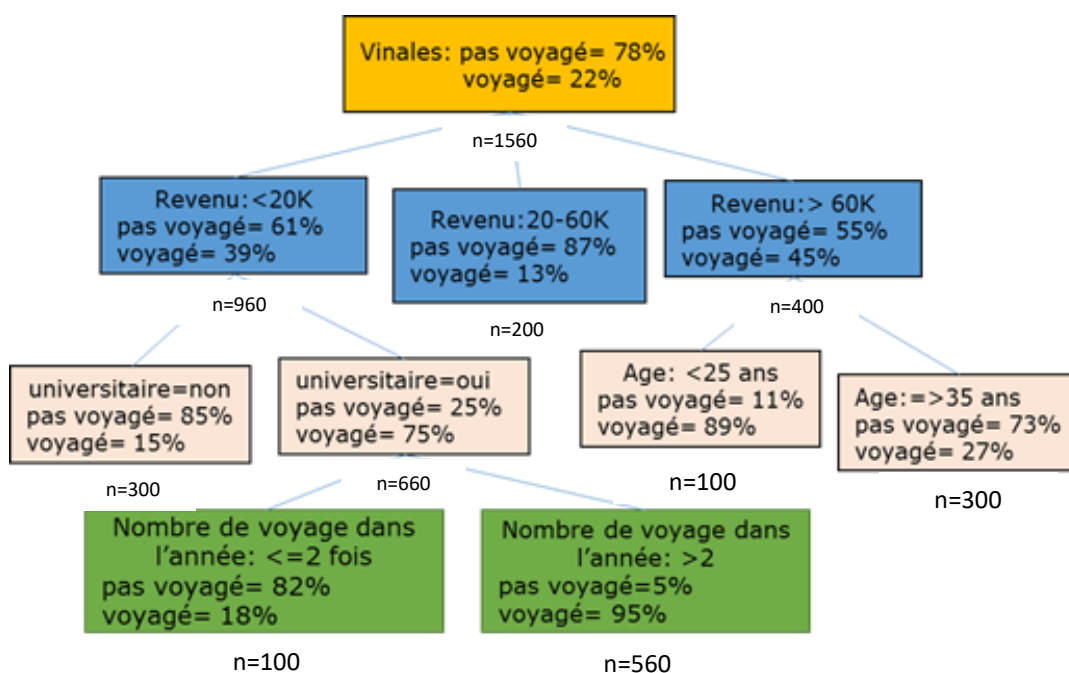 Vinales: pas voyagé= 78%
voyagé= 22%
n=1560
Revenu:<20K
pas voyagé= 61%
voyagé= 39%
n=960
Revenu:20-60K
pas voyagé= 87%
voyagé= 13%
n=200
Revenu:> 60K
pas voyagé= 55%
voyagé= 45%
n=400
universitaire=non
pas voyagé= 85%
voyagé= 15%
n=300
universitaire=oui
pas voyagé= 25%
voyagé= 75%
n=660
Age: <25 ans
pas voyagé= 11%
voyagé= 89%
n=100
Age:=>35 ans
pas voyagé= 73%
voyagé= 27%
n=300
Nombre de voyage dans
l'année: <=2 fois
pas voyagé= 82%
voyagé= 18%
n=100
Nombre de voyage dans
l'année: >2
pas voyagé=5%
voyagé= 95%
n=560